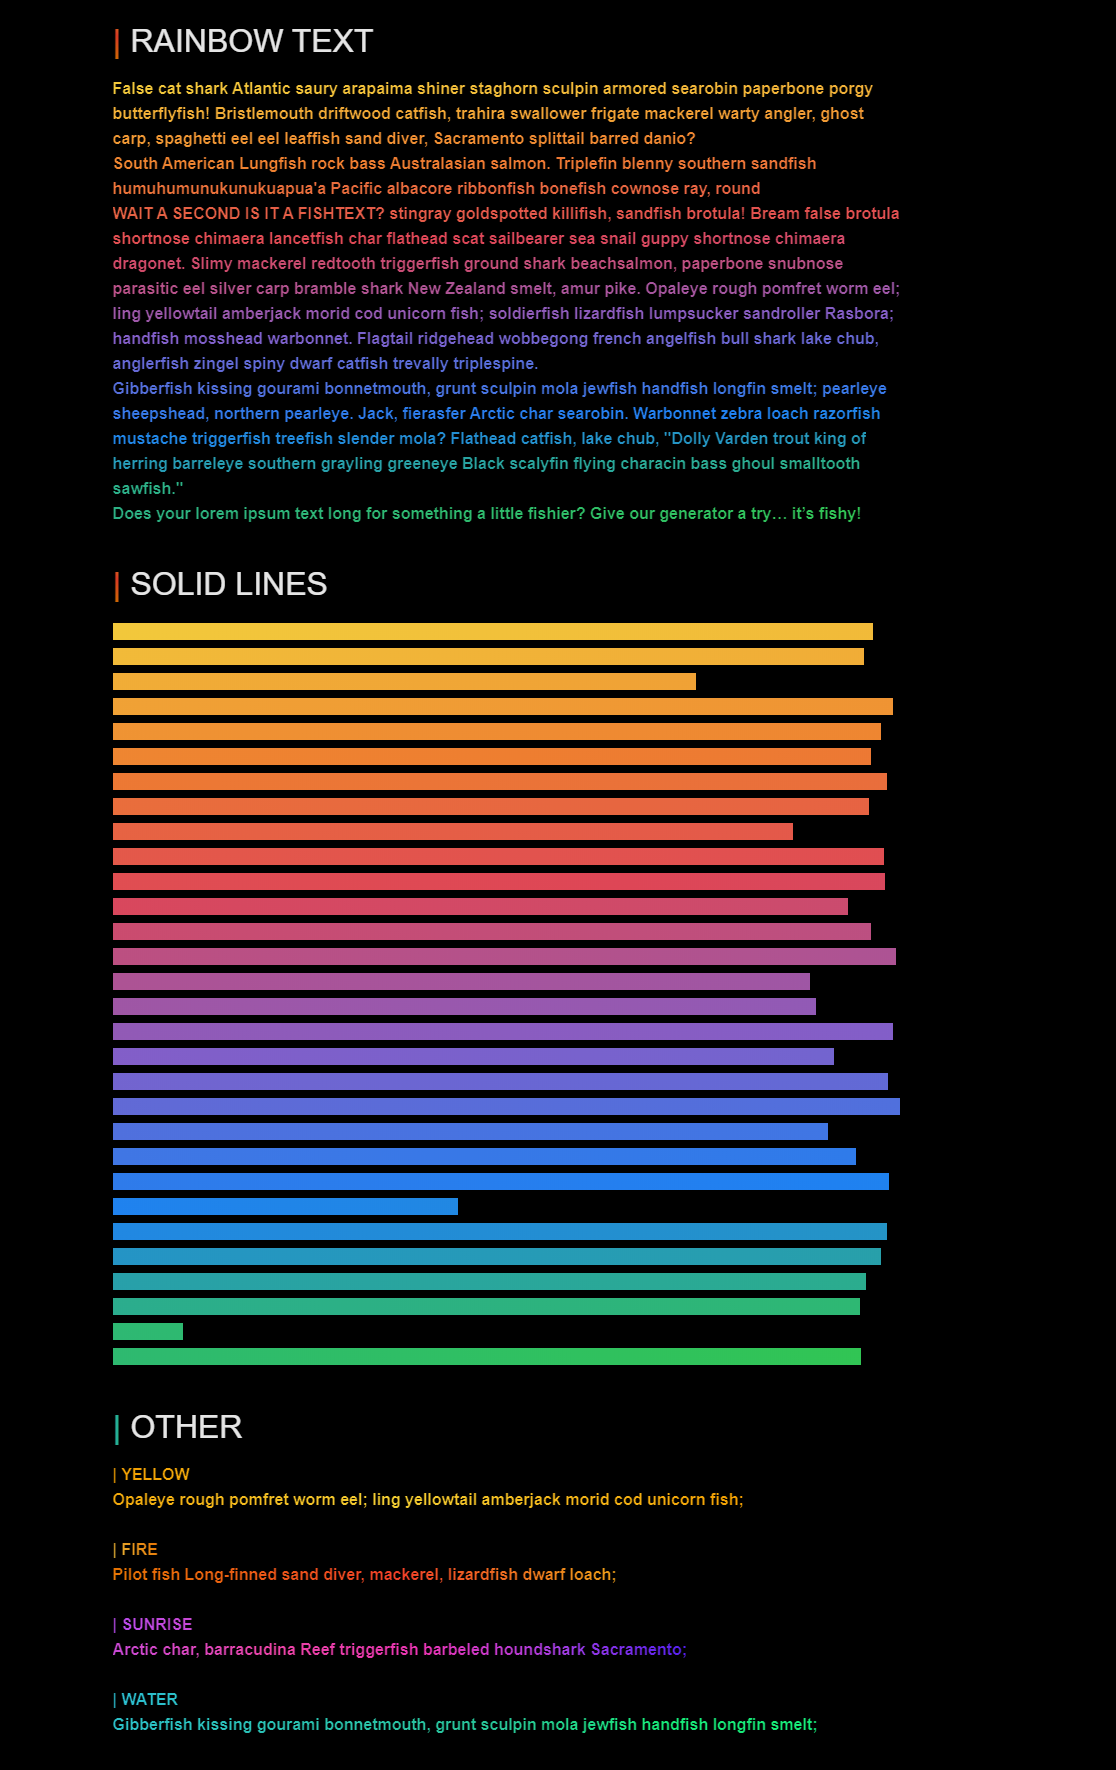 | RAINBOW TEXT
False cat shark Atlantic saury arapaima shiner staghorn sculpin armored searobin paperbone porgy
butterflyfish! Bristlemouth driftwood catfish, trahira swallower frigate mackerel warty angler, ghost
carp, spaghetti eel eel leaffish sand diver, Sacramento splittail barred danio?
South American Lungfish rock bass Australasian salmon. Triplefin blenny southern sandfish
humuhumunukunukuapua'a Pacific albacore ribbonfish bonefish cownose ray, round
WAIT A SECOND IS IT A FISHTEXT? stingray goldspotted killifish, sandfish brotula! Bream false brotula
shortnose chimaera lancetfish char flathead scat sailbearer sea snail guppy shortnose chimaera
dragonet. Slimy mackerel redtooth triggerfish ground shark beachsalmon, paperbone snubnose
parasitic eel silver carp bramble shark New Zealand smelt, amur pike. Opaleye rough pomfret worm eel;
ling yellowtail amberjack morid cod unicorn fish; soldierfish lizardfish lumpsucker sandroller Rasbora;
handfish mosshead warbonnet. Flagtail ridgehead wobbegong french angelfish bull shark lake chub,
anglerfish zingel spiny dwarf catfish trevally triplespine.
Gibberfish kissing gourami bonnetmouth, grunt sculpin mola jewfish handfish longfin smelt; pearleye
sheepshead, northern pearleye. Jack, fierasfer Arctic char searobin. Warbonnet zebra loach razorfish
mustache triggerfish treefish slender mola? Flathead catfish, lake chub, "Dolly Varden trout king of
herring barreleye southern grayling greeneye Black scalyfin flying characin bass ghoul smalltooth
sawfish."
Does your lorem ipsum text long for something a little fishier? Give our generator a try… it’s fishy!
| SOLID LINES
| OTHER
| YELLOW
Opaleye rough pomfret worm eel; ling yellowtail amberjack morid cod unicorn fish;
| FIRE
Pilot fish Long-finned sand diver, mackerel, lizardfish dwarf loach;
| SUNRISE
Arctic char, barracudina Reef triggerfish barbeled houndshark Sacramento;
| WATER
Gibberfish kissing gourami bonnetmouth, grunt sculpin mola jewfish handfish longfin smelt;